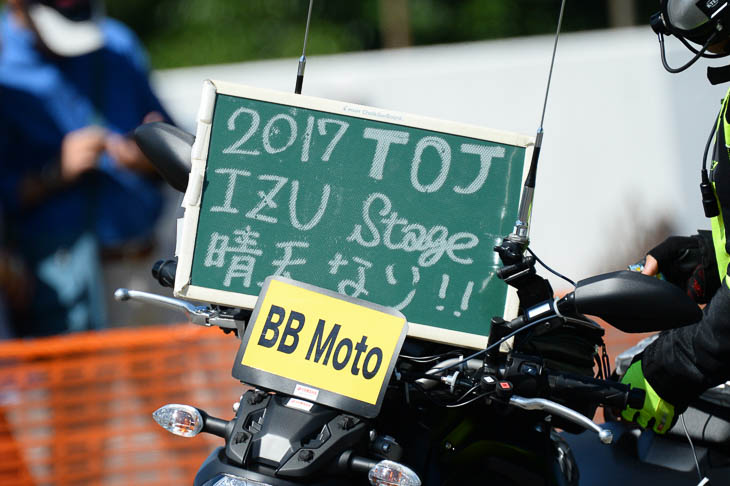 2017 TOJ
IZU Stage
晴天なり!!
BB Moto